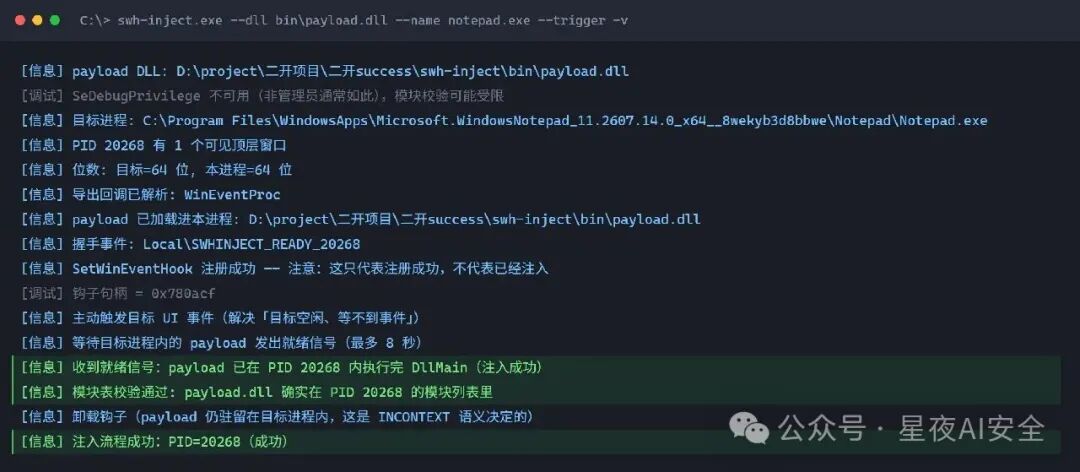 C:\> swh-inject.exe --dll bin\payload.dll --name notepad.exe --trigger -v
[信息] payload DLL: D:\project\二开项目\二开success\swh-inject\bin\payload.dll
[调试] SeDebugPrivilege 不可用（非管理员通常如此），模块校验可能受限
[信息] 目标进程: C:\Program Files\WindowsApps\Microsoft.WindowsNotepad_11.2607.14.0_x64__8wekyb3d8bbwe\Notepad\Notepad.exe
[信息] PID 20268 有 1 个可见顶层窗口
[信息] 位数: 目标=64 位, 本进程=64 位
[信息] 导出回调已解析: WinEventProc
[信息] payload 已加载进本进程: D:\project\二开项目\二开success\swh-inject\bin\payload.dll
[信息] 握手事件: Local\SWHINJECT_READY_20268
[信息] SetWinEventHook 注册成功 —— 注意: 这只代表注册成功，不代表已经注入
[调试] 钩子句柄 = 0x780acf
[信息] 主动触发目标 UI 事件（解决「目标空闲、等不到事件」）
[信息] 等待目标进程内的 payload 发出就绪信号（最多 8 秒）
[信息] 收到就绪信号: payload 已在 PID 20268 内执行完 DllMain（注入成功）
[信息] 模块表校验通过: payload.dll 确实在 PID 20268 的模块列表里
[信息] 卸载钩子（payload 仍驻留在目标进程内，这是 INCONTEXT 语义决定的）
[信息] 注入流程成功: PID=20268（成功）
公众号 · 星夜AI安全